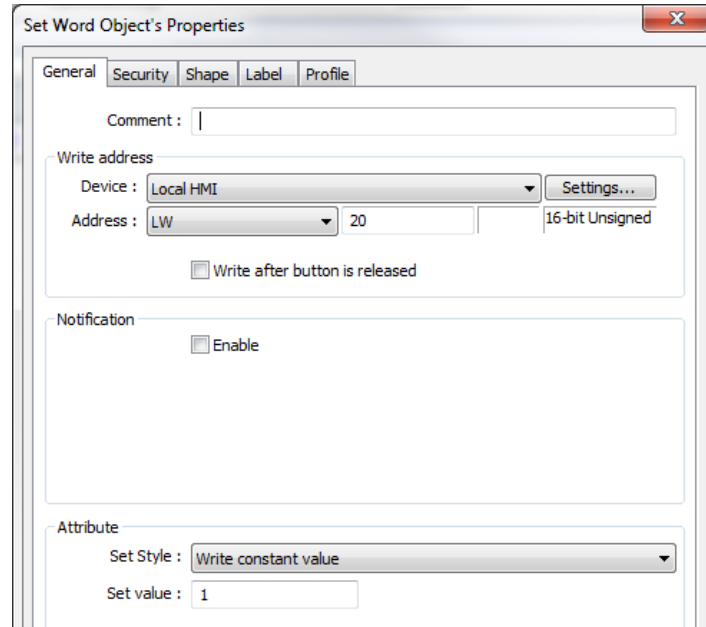 Set Word Object's Properties
General Security Shape Label Profile
Comment :
Write address
Device : Local HMI Settings...
Address : LW 20 16-bit Unsigned
Write after button is released
Notification
Enable
Attribute
Set Style : Write constant value
Set value : 1